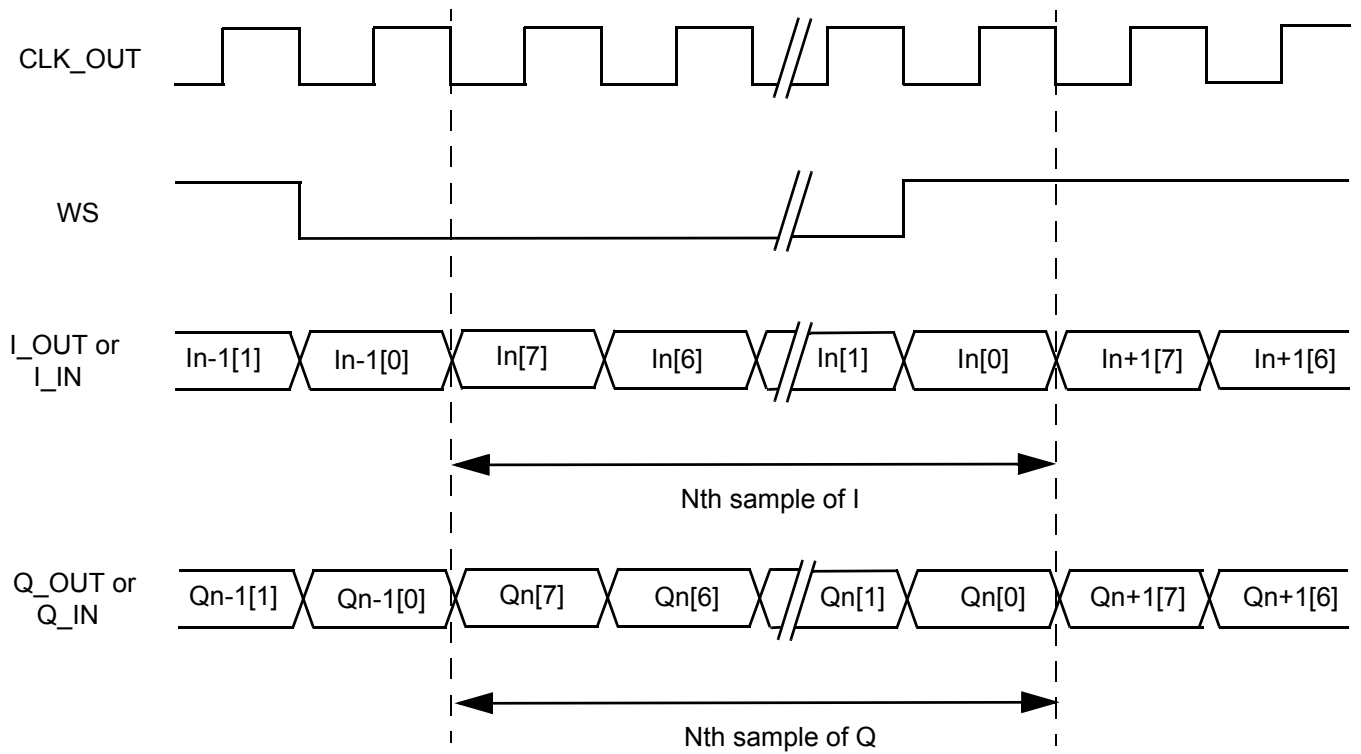 CLK_OUT
WS
I_OUT or
I_IN
In-1[1] In-1[0] In[7] In[6] In[1] In[0] In+1[7] In+1[6]
Nth sample of I
Q_OUT or
Q_IN
Qn-1[1] Qn-1[0] Qn[7] Qn[6] Qn[1] Qn[0] Qn+1[7] Qn+1[6]
Nth sample of Q